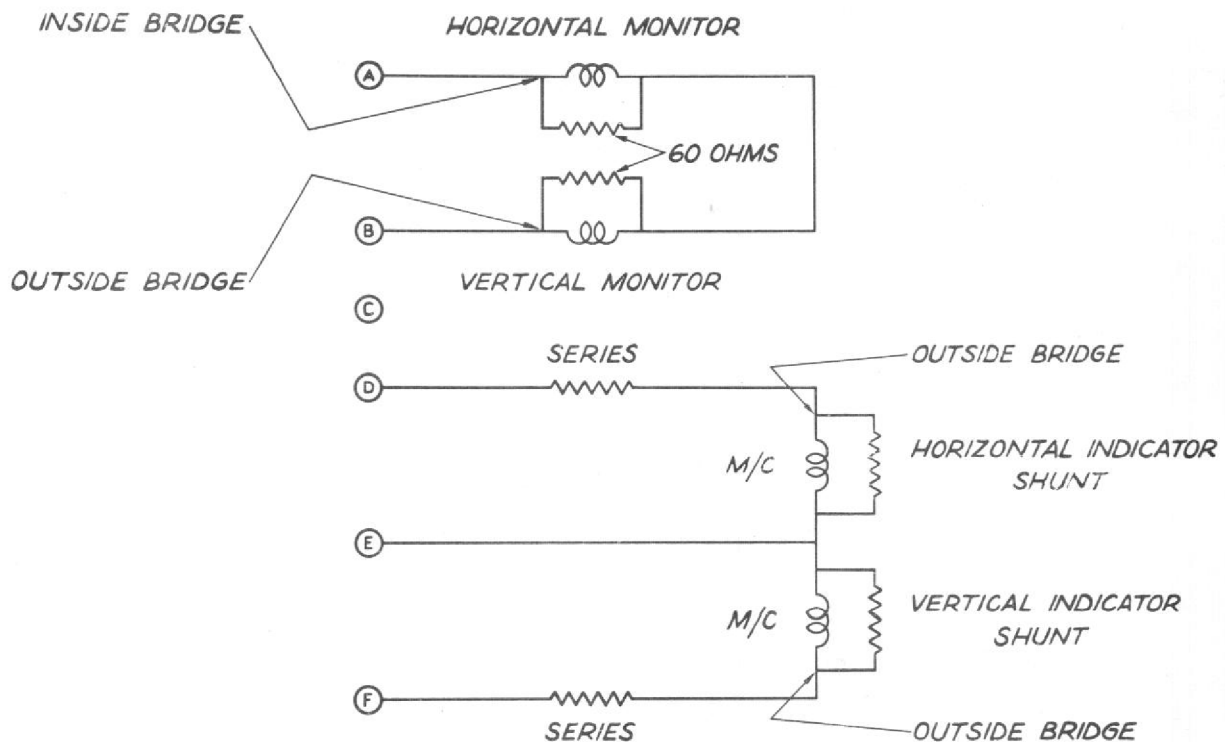 INSIDE BRIDGE
HORIZONTAL MONITOR
A
60 OHMS
B
OUTSIDE BRIDGE
VERTICAL MONITOR
C
SERIES
OUTSIDE BRIDGE
D
M/C
HORIZONTAL INDICATOR
SHUNT
E
M/C
VERTICAL INDICATOR
SHUNT
F
SERIES
OUTSIDE BRIDGE